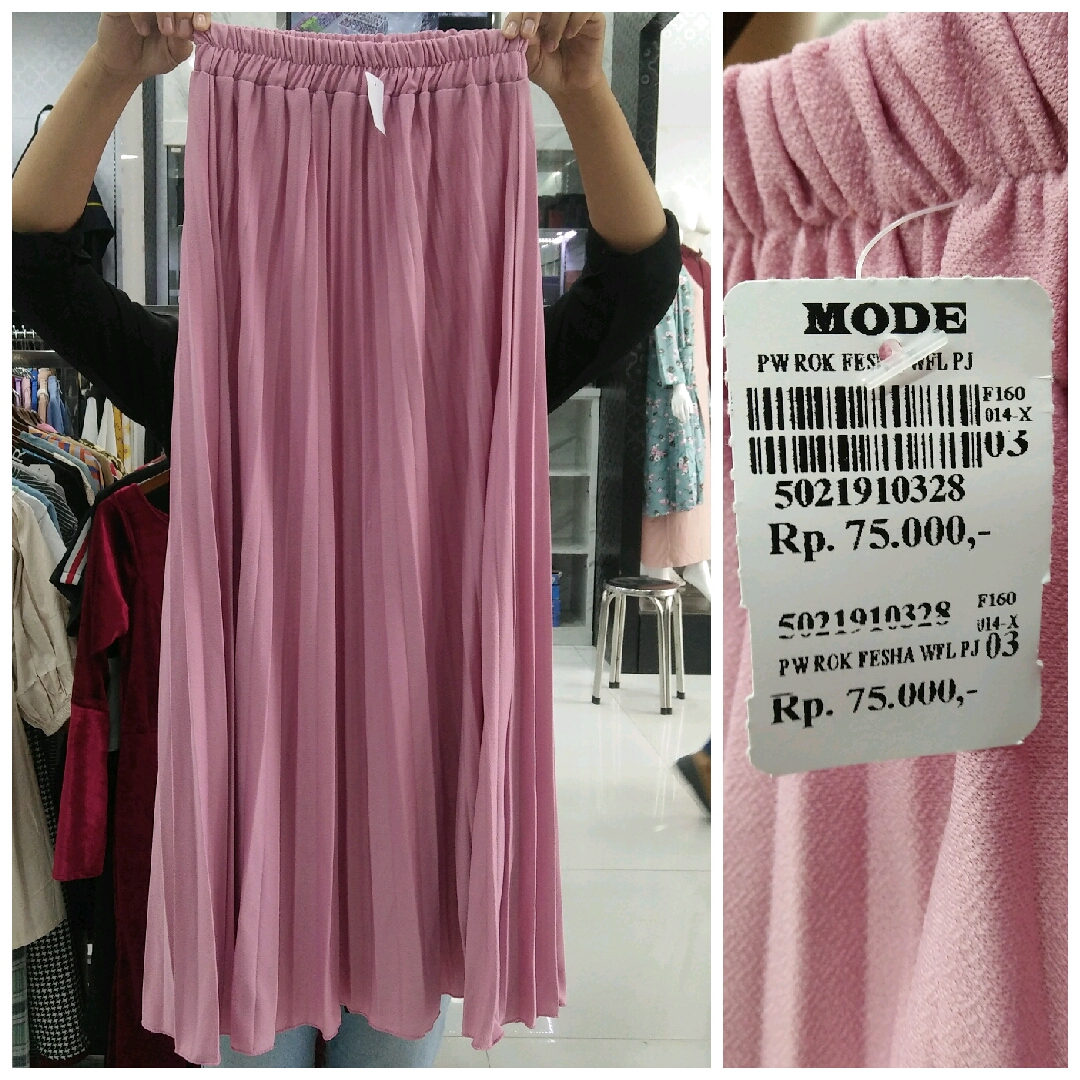 MODE
PW ROK FESHA WFL PJ
F160
014-X
03
5021910328
Rp. 75.000,-
5021910328
F160
014-X
PW ROK FESHA WFL PJ 03
Rp. 75.000,-